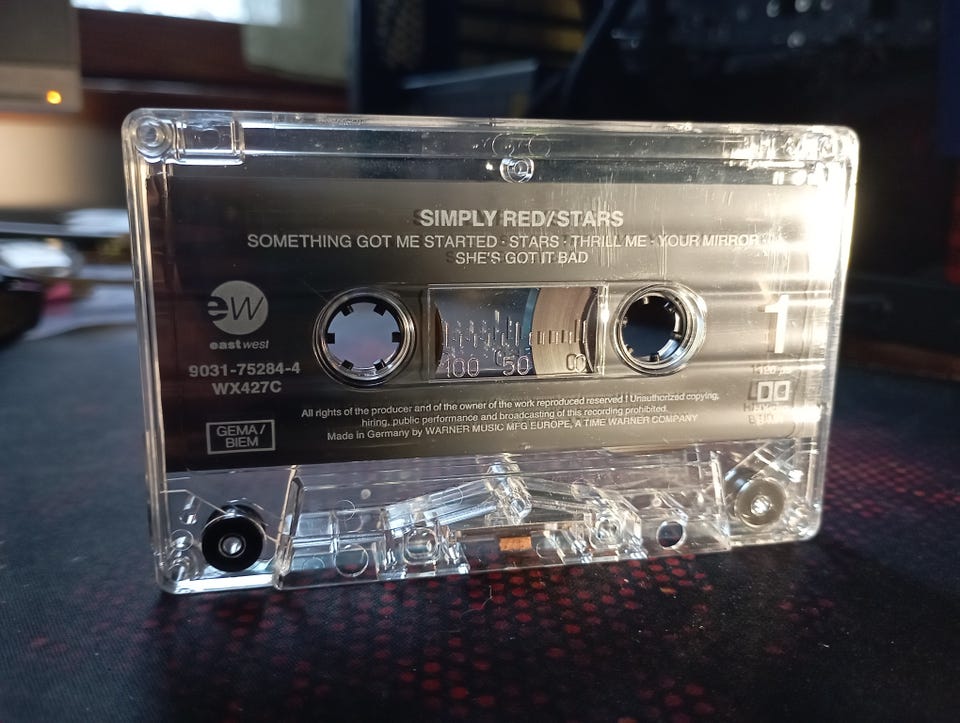 SIMPLY RED/STARS
SOMETHING GOT ME STARTED · STARS · THRILL ME · YOUR MIRROR ·
SHE'S GOT IT BAD
eW
eastwest
9031-75284-4
WX427C
GEMA/
BIEM
100 50 0
1
All rights of the producer and of the owner of the work reproduced reserved ! Unauthorized copying,
hiring, public performance and broadcasting of this recording prohibited.
Made in Germany by WARNER MUSIC MFG EUROPE, A TIME WARNER COMPANY